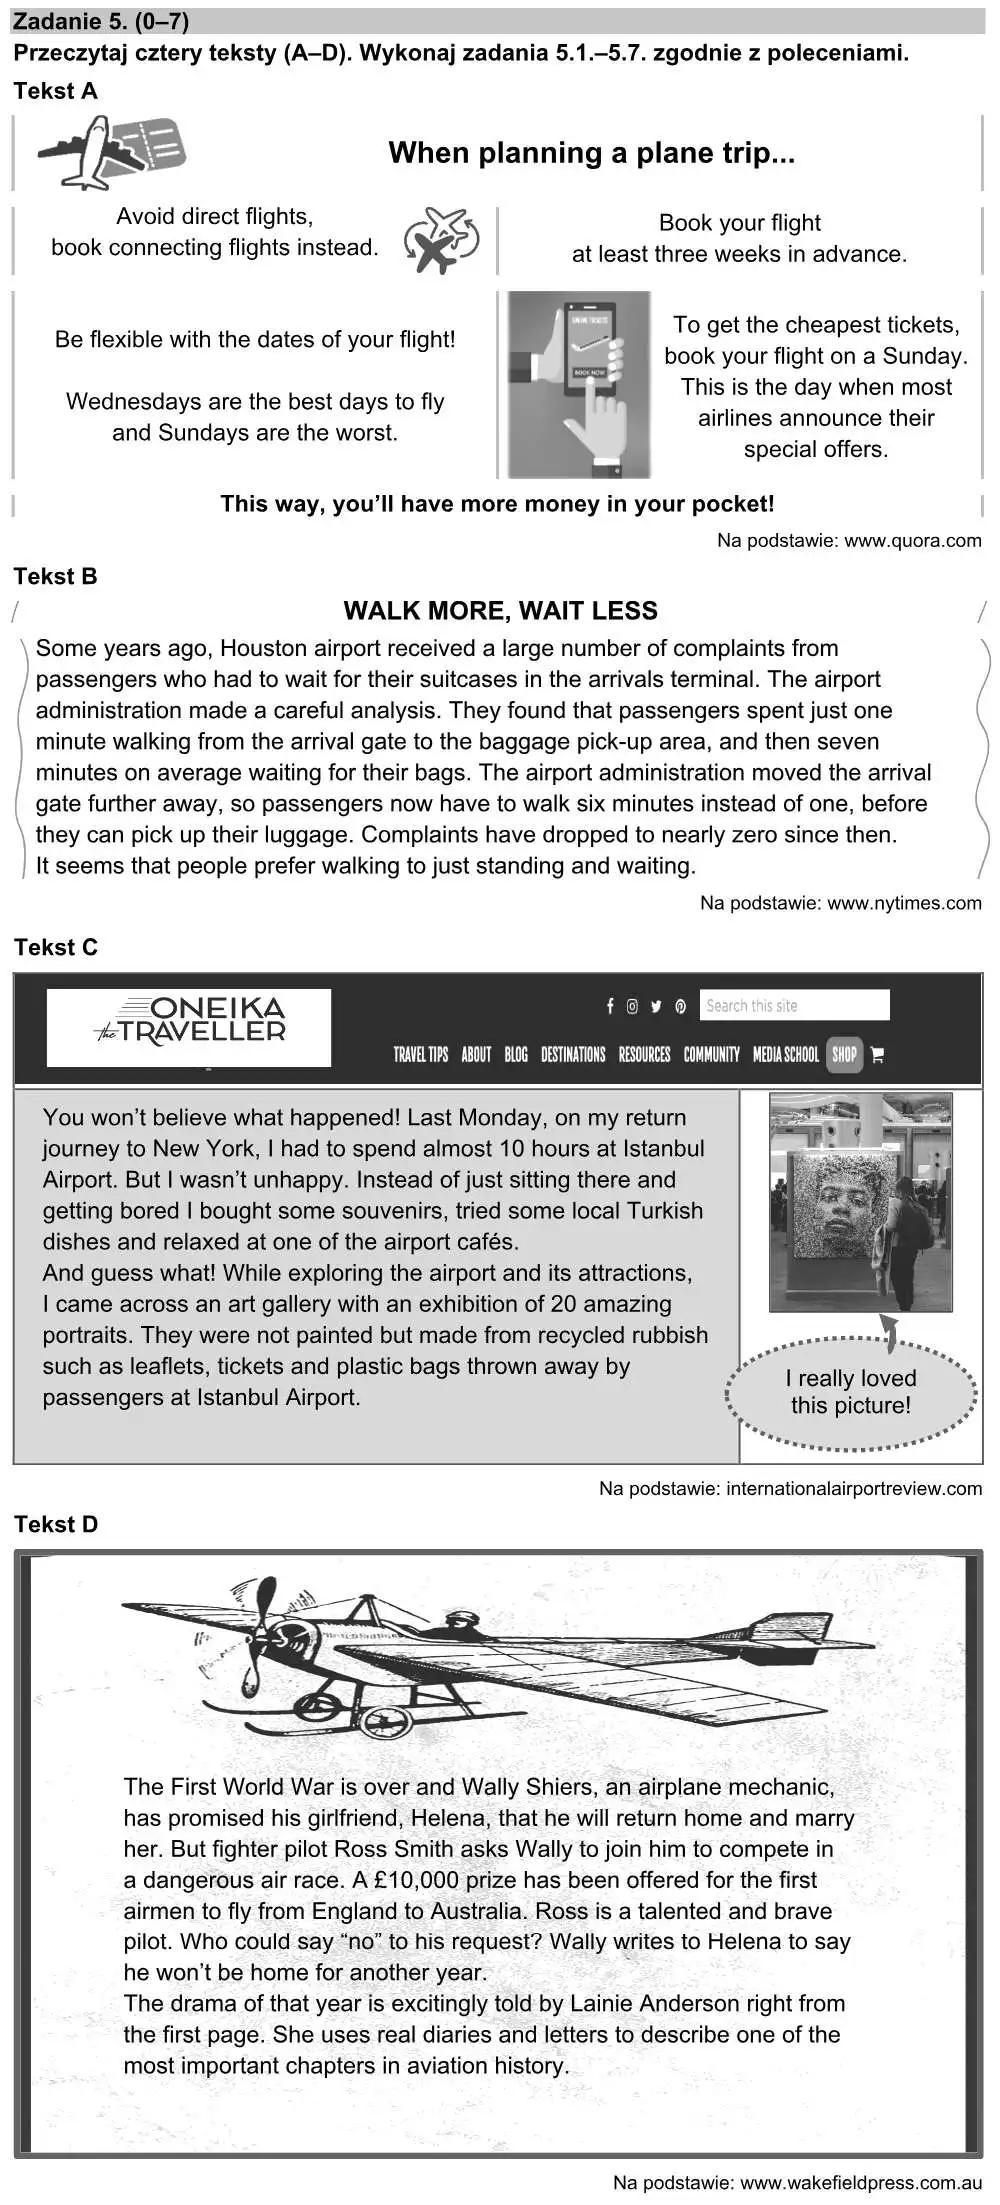 Zadanie 5. (0–7)
Przeczytaj cztery teksty (A–D). Wykonaj zadania 5.1.–5.7. zgodnie z poleceniami.
Tekst A
When planning a plane trip...
Avoid direct flights,
book connecting flights instead.
Book your flight
at least three weeks in advance.
Be flexible with the dates of your flight!
Wednesdays are the best days to fly
and Sundays are the worst.
ONLINE TICKETS
BOOK NOW
To get the cheapest tickets,
book your flight on a Sunday.
This is the day when most
airlines announce their
special offers.
This way, you’ll have more money in your pocket!
Na podstawie: www.quora.com
Tekst B
WALK MORE, WAIT LESS
Some years ago, Houston airport received a large number of complaints from
passengers who had to wait for their suitcases in the arrivals terminal. The airport
administration made a careful analysis. They found that passengers spent just one
minute walking from the arrival gate to the baggage pick-up area, and then seven
minutes on average waiting for their bags. The airport administration moved the arrival
gate further away, so passengers now have to walk six minutes instead of one, before
they can pick up their luggage. Complaints have dropped to nearly zero since then.
It seems that people prefer walking to just standing and waiting.
Na podstawie: www.nytimes.com
Tekst C
ONEIKA
the TRAVELLER
Search this site
TRAVEL TIPS ABOUT BLOG DESTINATIONS RESOURCES COMMUNITY MEDIA SCHOOL SHOP
You won’t believe what happened! Last Monday, on my return
journey to New York, I had to spend almost 10 hours at Istanbul
Airport. But I wasn’t unhappy. Instead of just sitting there and
getting bored I bought some souvenirs, tried some local Turkish
dishes and relaxed at one of the airport cafés.
And guess what! While exploring the airport and its attractions,
I came across an art gallery with an exhibition of 20 amazing
portraits. They were not painted but made from recycled rubbish
such as leaflets, tickets and plastic bags thrown away by
passengers at Istanbul Airport.
I really loved
this picture!
Na podstawie: internationalairportreview.com
Tekst D
The First World War is over and Wally Shiers, an airplane mechanic,
has promised his girlfriend, Helena, that he will return home and marry
her. But fighter pilot Ross Smith asks Wally to join him to compete in
a dangerous air race. A £10,000 prize has been offered for the first
airmen to fly from England to Australia. Ross is a talented and brave
pilot. Who could say “no” to his request? Wally writes to Helena to say
he won’t be home for another year.
The drama of that year is excitingly told by Lainie Anderson right from
the first page. She uses real diaries and letters to describe one of the
most important chapters in aviation history.
Na podstawie: www.wakefieldpress.com.au